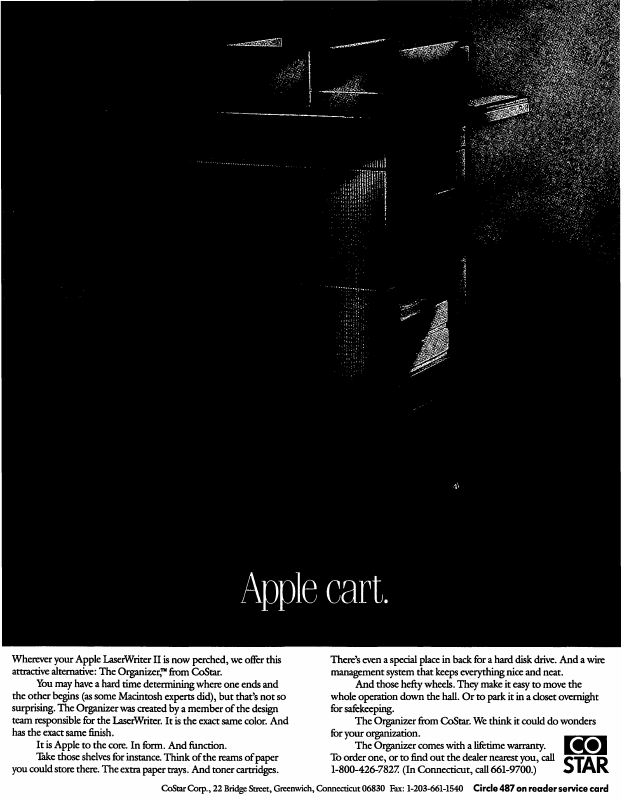 Apple cart.
Wherever your Apple LaserWriter II is now perched, we offer this
attractive alternative: The Organizer,™ from CoStar.
You may have a hard time determining where one ends and
the other begins (as some Macintosh experts did), but that's not so
surprising. The Organizer was created by a member of the design
team responsible for the LaserWriter. It is the exact same color. And
has the exact same finish.
It is Apple to the core. In form. And function.
Take those shelves for instance. Think of the reams of paper
you could store there. The extra paper trays. And toner cartridges.
There's even a special place in back for a hard disk drive. And a wire
management system that keeps everything nice and neat.
And those hefty wheels. They make it easy to move the
whole operation down the hall. Or to park it in a closet overnight
for safekeeping.
The Organizer from CoStar. We think it could do wonders
for your organization.
The Organizer comes with a lifetime warranty.
To order one, or to find out the dealer nearest you, call
1-800-426-7827. (In Connecticut, call 661-9700.)
CO
STAR
CoStar Corp., 22 Bridge Street, Greenwich, Connecticut 06830 Fax: 1-203-661-1540 Circle 487 on reader service card